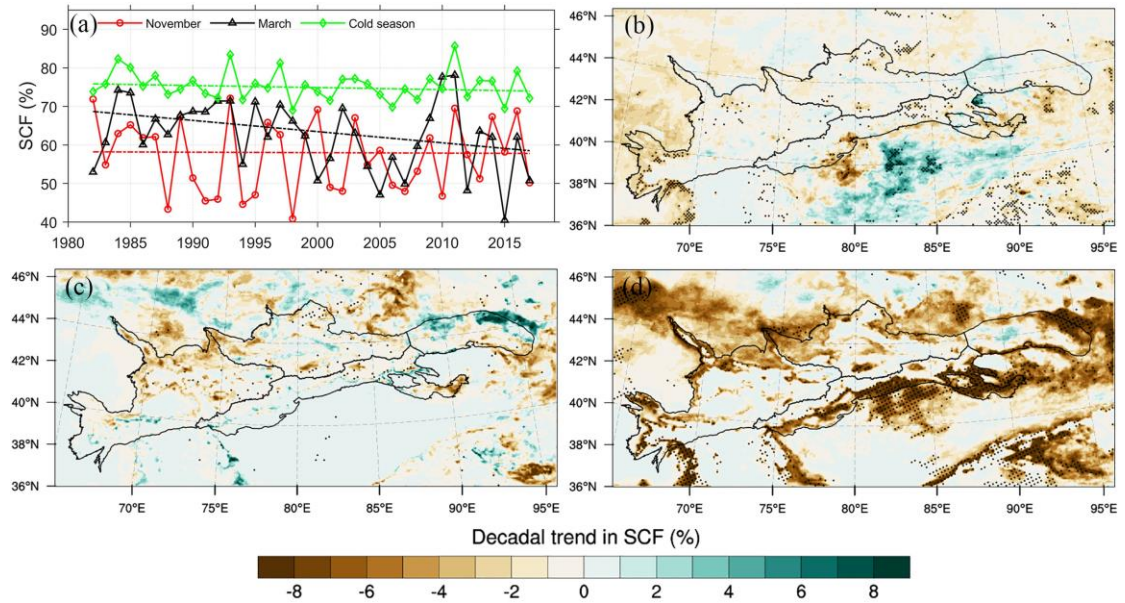 (a)
November March Cold season
SCF (%)
90
80
70
60
50
40
1980 1985 1990 1995 2000 2005 2010 2015
(b)
46°N
44°N
42°N
40°N
38°N
36°N
70°E 75°E 80°E 85°E 90°E 95°E
(c)
46°N
44°N
42°N
40°N
38°N
36°N
70°E 75°E 80°E 85°E 90°E 95°E
(d)
46°N
44°N
42°N
40°N
38°N
36°N
70°E 75°E 80°E 85°E 90°E 95°E
Decadal trend in SCF (%)
-8 -6 -4 -2 0 2 4 6 8